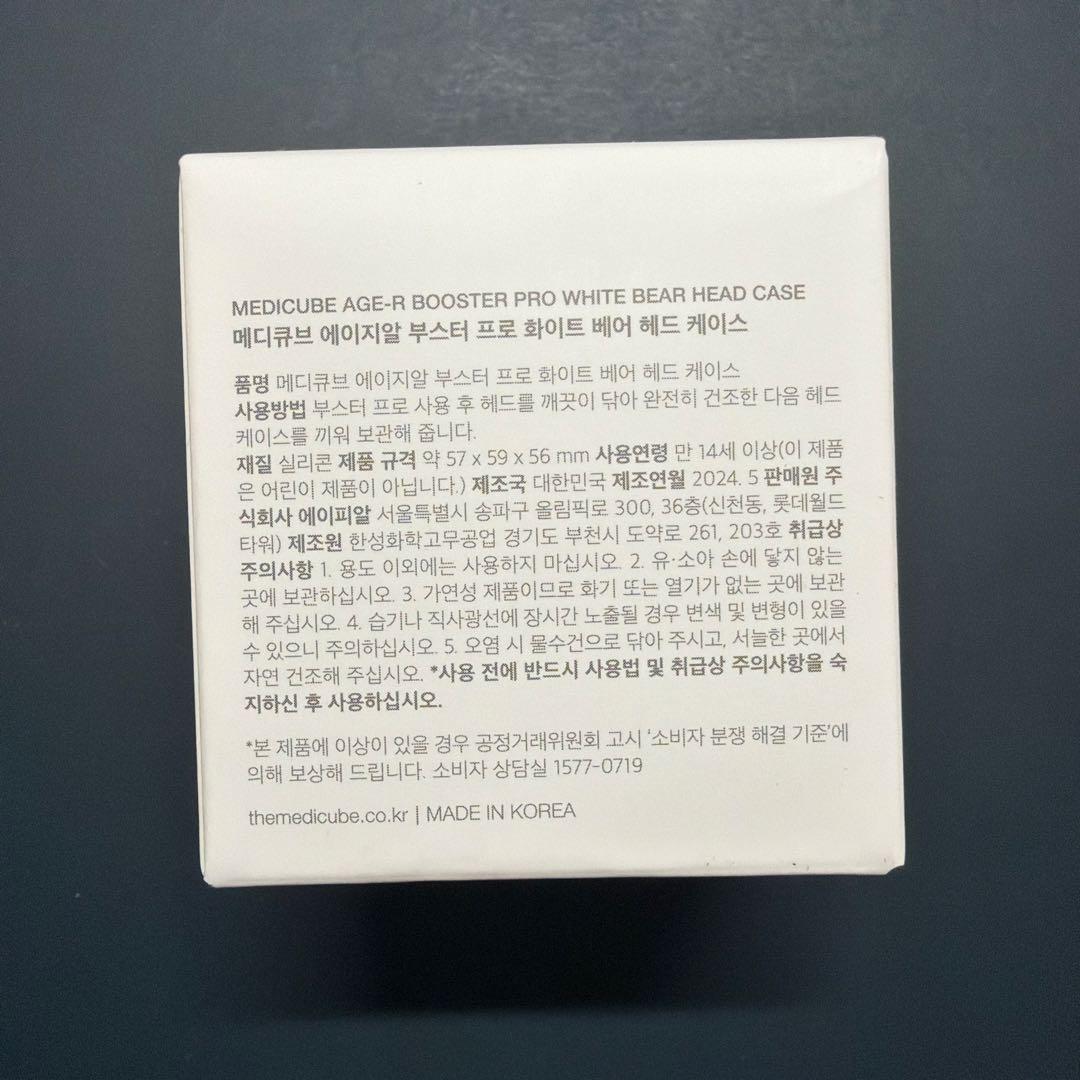 MEDICUBE AGE-R BOOSTER PRO WHITE BEAR HEAD CASE
메디큐브 에이지알 부스터 프로 화이트 베어 헤드 케이스
품명 메디큐브 에이지알 부스터 프로 화이트 베어 헤드 케이스
사용방법 부스터 프로 사용 후 헤드를 깨끗이 닦아 완전히 건조한 다음 헤드
케이스를 끼워 보관해 줍니다.
재질 실리콘 제품 규격 약 57 x 59 x 56 mm 사용연령 만 14세 이상(이 제품
은 어린이 제품이 아닙니다.) 제조국 대한민국 제조연월 2024. 5 판매원 주
식회사 에이피알 서울특별시 송파구 올림픽로 300, 36층(신천동, 롯데월드
타워) 제조원 한성화학고무공업 경기도 부천시 도약로 261, 203호 취급상
주의사항 1. 용도 이외에는 사용하지 마십시오. 2. 유·소아 손에 닿지 않는
곳에 보관하십시오. 3. 가연성 제품이므로 화기 또는 열기가 없는 곳에 보관
해 주십시오. 4. 습기나 직사광선에 장시간 노출될 경우 변색 및 변형이 있을
수 있으니 주의하십시오. 5. 오염 시 물수건으로 닦아 주시고, 서늘한 곳에서
자연 건조해 주십시오. *사용 전에 반드시 사용법 및 취급상 주의사항을 숙
지하신 후 사용하십시오.
*본 제품에 이상이 있을 경우 공정거래위원회 고시 '소비자 분쟁 해결 기준'에
의해 보상해 드립니다. 소비자 상담실 1577-0719
themedicube.co.kr | MADE IN KOREA